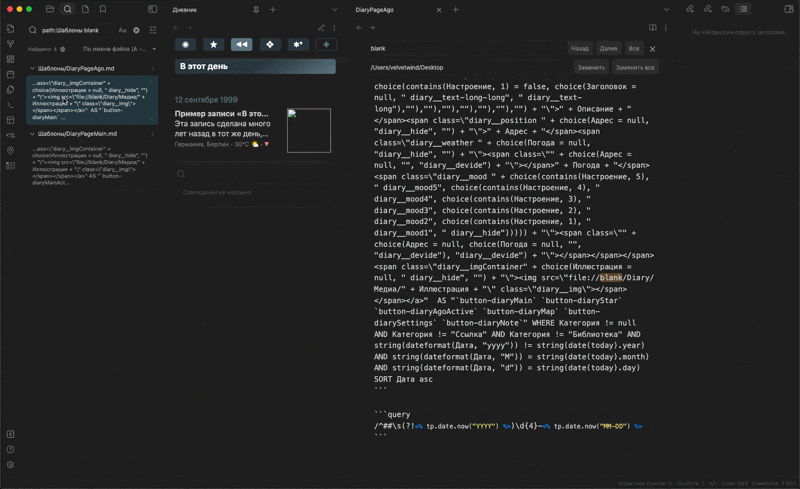 Дневник
DiaryPageAgo
path:Шаблоны blank
Aa
Найдено: 4
По имени файла (А -...
Шаблоны/DiaryPageAgo.md
...ass=\"diary__imgContainer" +
choice(Иллюстрация = null, " diary__hide", "")
+ "\"><img src=\"file://blank/Diary/Медиа/" +
Иллюстрация + "\" class=\"diary__img\">
</span></span></a>" AS "`button-
diaryMain` ...
Шаблоны/DiaryPageMain.md
...ass=\"diary__imgContainer" +
choice(Иллюстрация = null, " diary__hide", "")
+ "\"><img src=\"file://blank/Diary/Медиа/" +
Иллюстрация + "\" class=\"diary__img\">
</span></span></a>" AS "`button-
diaryMainAct...
В этот день
12 сентября 1999
Пример записи «В это...
Эта запись сделана много
лет назад в тот же день,...
Германия, Берлин - 30°C
Совпадений не найдено.
blank
Назад
Далее
Все
/Users/velvetwind/Desktop
Заменить
Заменить все
choice(contains(Настроение, 1) = false, choice(Заголовок =
null, " diary__text-long-long", " diary__text-
long"),""),""),""),""),""),""),"") + "\">" + Описание + "
</span><span class=\"diary__position " + choice(Адрес = null,
"diary__hide", "") + "\">" + Адрес + "</span><span
class=\"diary__weather " + choice(Погода = null,
"diary__hide", "") + "\"><span class=\"" + choice(Адрес =
null, "", "diary__devide") + "\"></span>" + Погода + "</span>
<span class=\"diary__mood " + choice(contains(Настроение, 5),
" diary__mood5", choice(contains(Настроение, 4), "
diary__mood4", choice(contains(Настроение, 3), "
diary__mood3", choice(contains(Настроение, 2), "
diary__mood2", choice(contains(Настроение, 1), "
diary__mood1", " diary__hide"))))) + "\"><span class=\"" +
choice(Адрес = null, choice(Погода = null, "",
"diary__devide"), "diary__devide") + "\"></span></span></span>
<span class=\"diary__imgContainer" + choice(Иллюстрация =
null, " diary__hide", "") + "\"><img src=\"file://blank/Diary/
Медиа/" + Иллюстрация + "\" class=\"diary__img\"></span>
</span></a>"  AS "`button-diaryMain` `button-diaryStar`
`button-diaryAgoActive` `button-diaryMap` `button-
diarySettings` `button-diaryNote`" WHERE Категория != null
AND Категория != "Ссылка" AND Категория != "Библиотека" AND
string(dateformat(Дата, "yyyy")) != string(date(today).year)
AND string(dateformat(Дата, "M")) = string(date(today).month)
AND string(dateformat(Дата, "d")) = string(date(today).day)
SORT Дата asc
```
```query
/^##\s(?!<% tp.date.now("YYYY") %>)\d{4}-<% tp.date.now("MM-DD") %>
```
Не найдено ни одного заголовка.